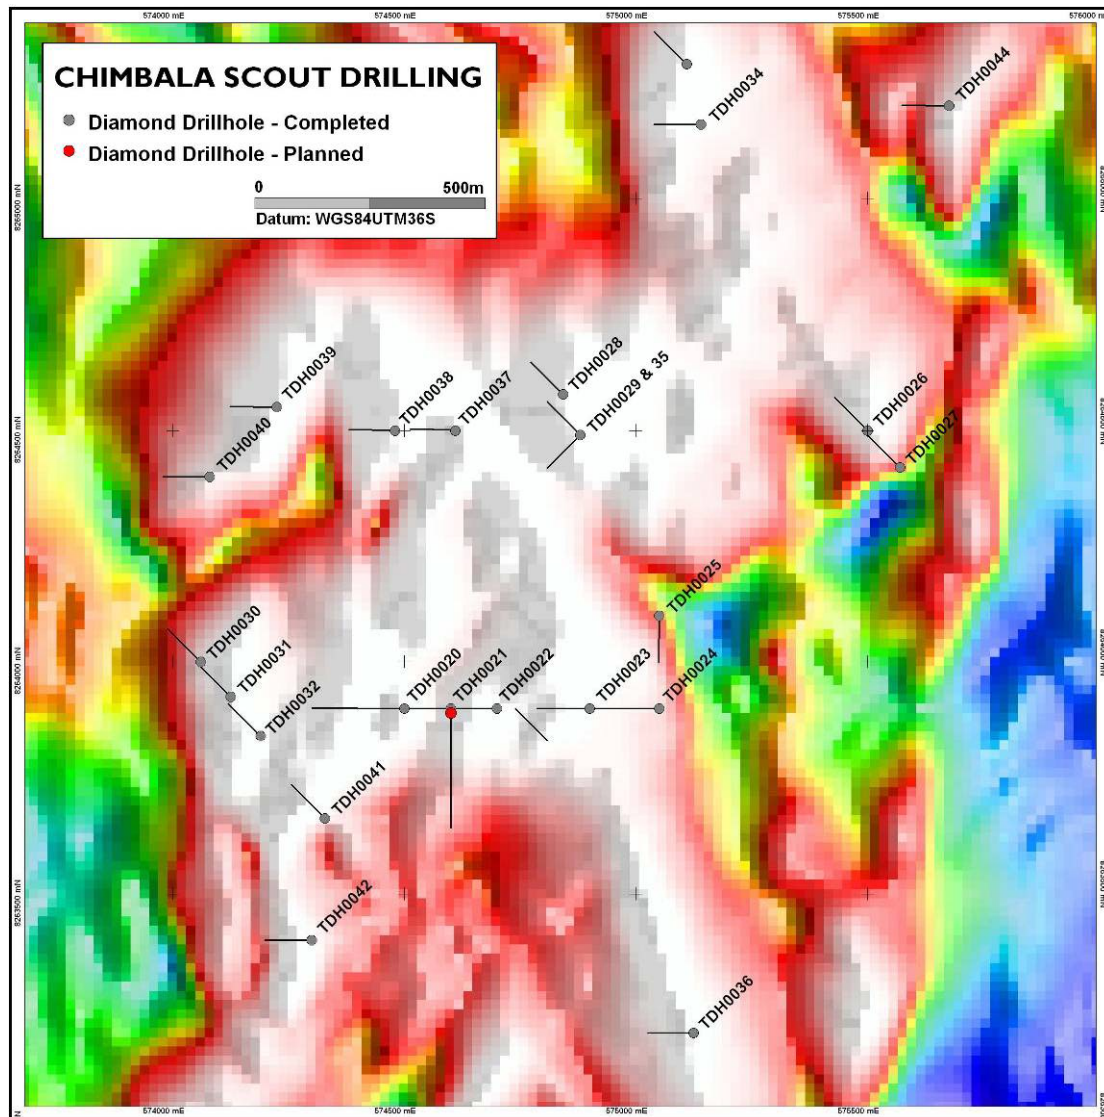 574000 mE
574500 mE
575000 mE
575500 mE
576000 m
CHIMBALA SCOUT DRILLING
Diamond Drillhole - Completed
Diamond Drillhole - Planned
0 500m
Datum: WGS84UTM36S
TDH0034
TDH0044
8265000 mN
TDH0039
TDH0038
TDH0037
TDH0028
TDH0029 & 35
TDH0026
TDH0027
TDH0040
8264500 mN
TDH0025
TDH0030
TDH0031
TDH0032
TDH0020
TDH0021
TDH0022
TDH0023
TDH0024
8264000 mN
TDH0041
TDH0042
8263500 mN
TDH0036
574000 mE
574500 mE
575000 mE
575500 mE